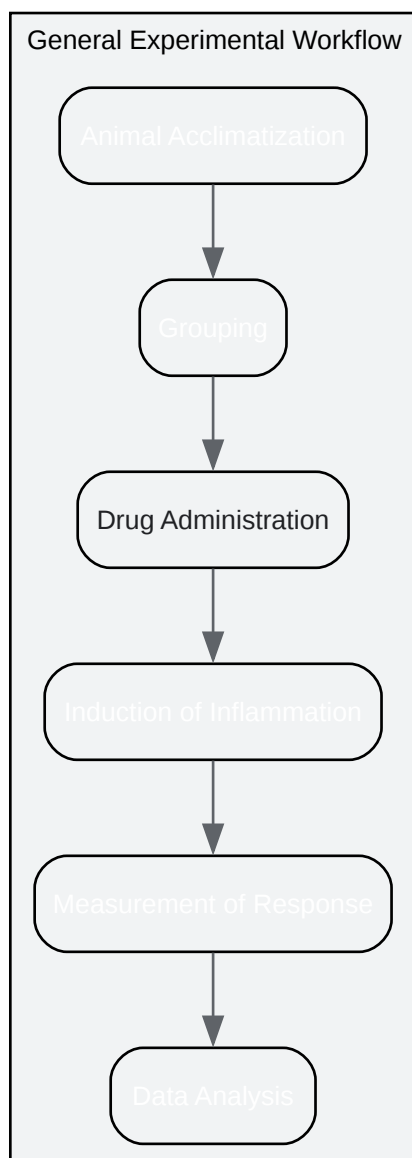 General Experimental Workflow
Animal Acclimatization
Grouping
Drug Administration
Induction of Inflammation
Measurement of Response
Data Analysis